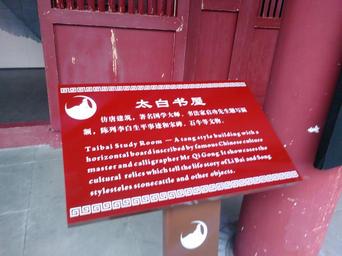 太白书屋
仿唐建筑，著名国学大师、书法家启功先生题写匾
额，陈列李白生平事迹和宋碑、石牛等文物。
Taibai Study Room — A tang style building with a
horizontal board inscribed by famous Chinese culture
master and calligrapher Mr. Qi Gong.It showcases the
cultural relics which tell the life story of Li Bai and Song
stylesteles stonecattle and other objects.